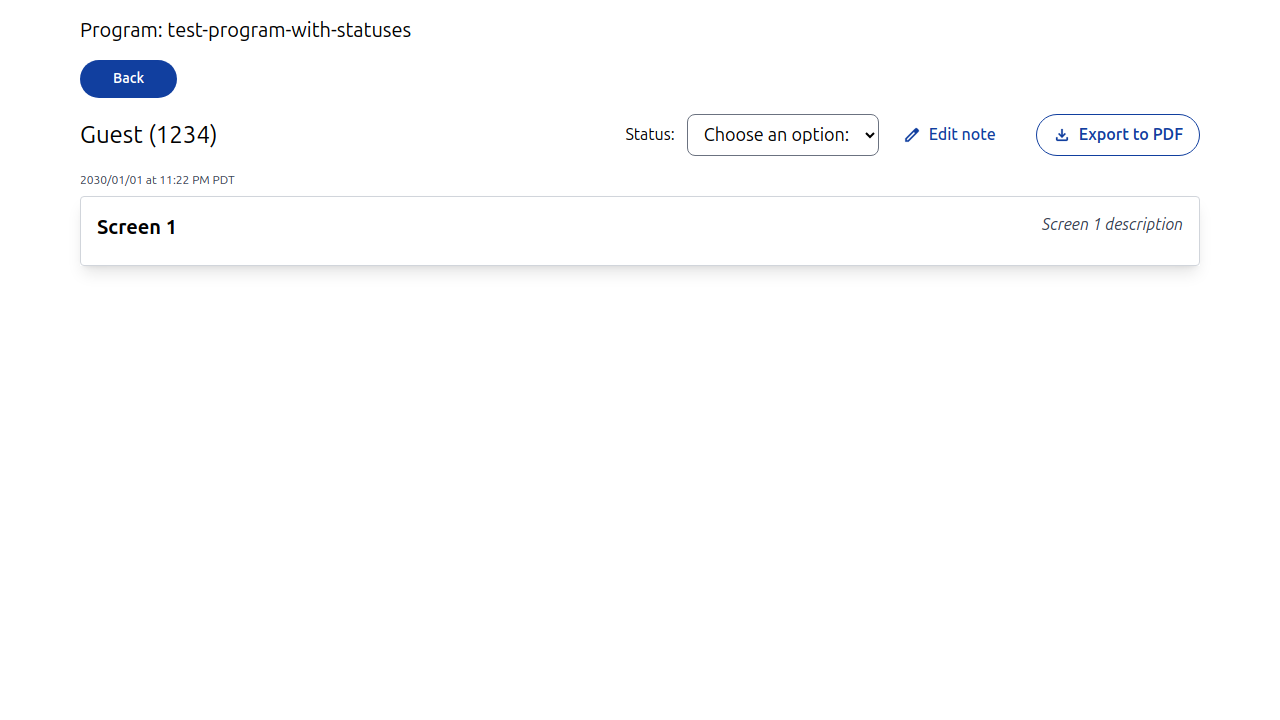 Program: test-program-with-statuses
Back
Guest (1234)
Status:
Choose an option:
Edit note
Export to PDF
2030/01/01 at 11:22 PM PDT
Screen 1
Screen 1 description